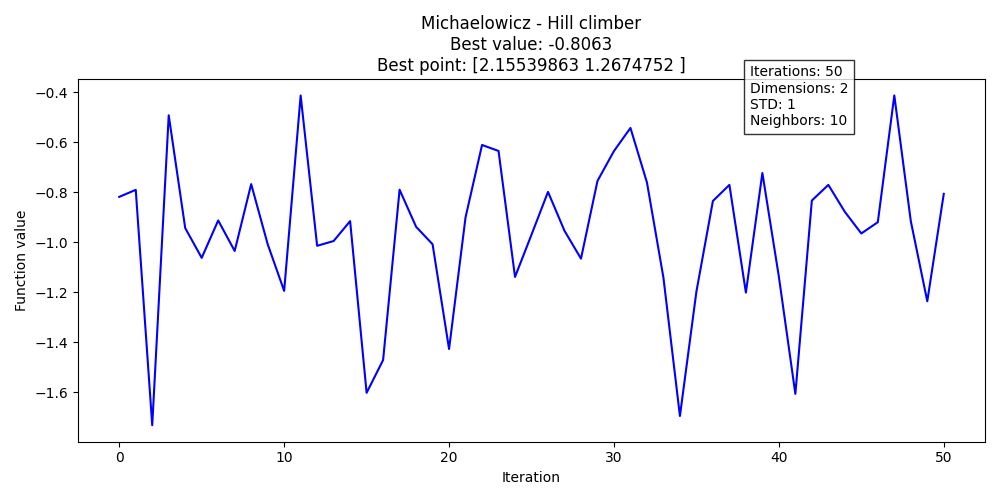 Michaelowicz - Hill climber
Best value: -0.8063
Best point: [2.15539863 1.2674752 ]
Iterations: 50
Dimensions: 2
STD: 1
Neighbors: 10
Function value
−0.4
−0.6
−0.8
−1.0
−1.2
−1.4
−1.6
0 10 20 30 40 50
Iteration